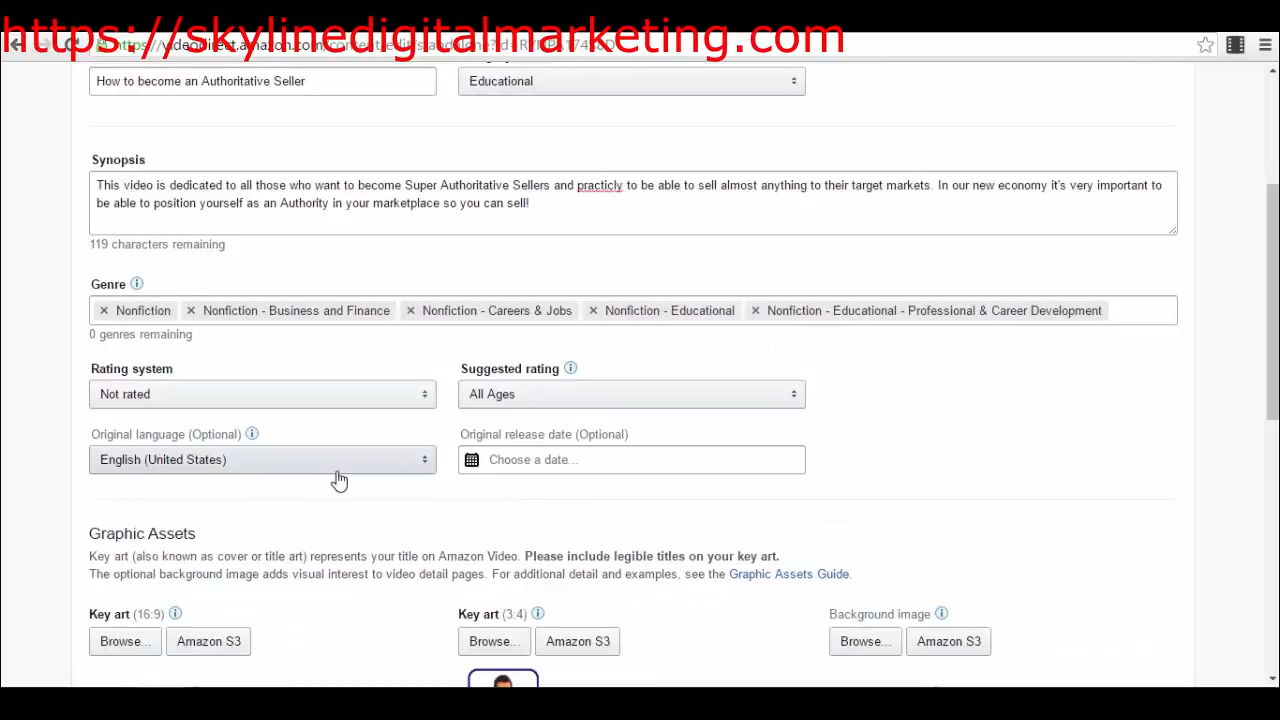 https://skylinedigitalmarketing.com
How to become an Authoritative Seller
Educational
Synopsis
This video is dedicated to all those who want to become Super Authoritative Sellers and practicly to be able to sell almost anything to their target markets. In our new economy it's very important to
be able to position yourself as an Authority in your marketplace so you can sell!
119 characters remaining
Genre
× Nonfiction × Nonfiction - Business and Finance × Nonfiction - Careers & Jobs × Nonfiction - Educational × Nonfiction - Educational - Professional & Career Development
0 genres remaining
Rating system Suggested rating
Not rated All Ages
Original language (Optional) Original release date (Optional)
English (United States) Choose a date...
Graphic Assets
Key art (also known as cover or title art) represents your title on Amazon Video. Please include legible titles on your key art.
The optional background image adds visual interest to video detail pages. For additional detail and examples, see the Graphic Assets Guide.
Key art (16:9) Key art (3:4) Background image
Browse... Amazon S3 Browse... Amazon S3 Browse... Amazon S3